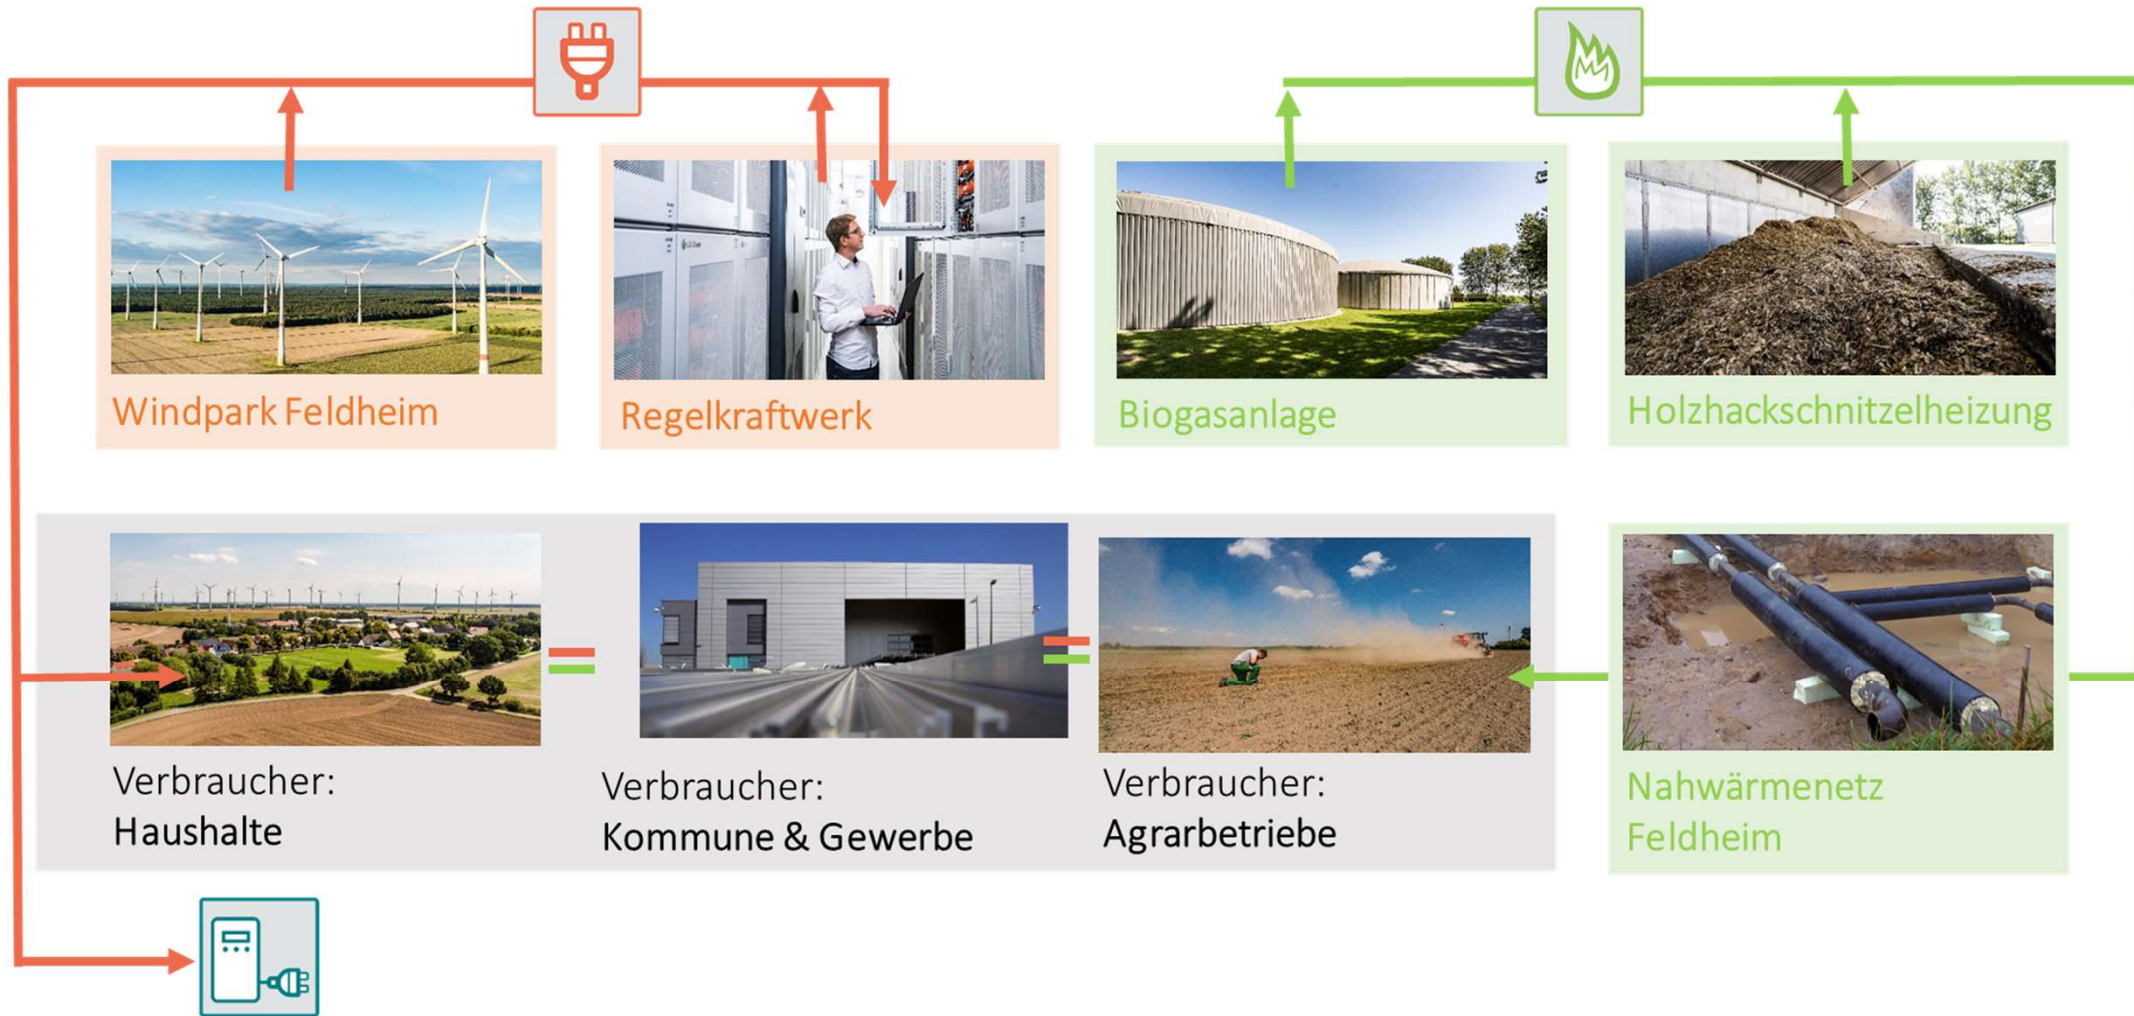 Windpark Feldheim
Regelkraftwerk
Biogasanlage
Holzhackschnitzelheizung
Verbraucher:
Haushalte
Verbraucher:
Kommune & Gewerbe
Verbraucher:
Agrarbetriebe
Nahwärmenetz
Feldheim